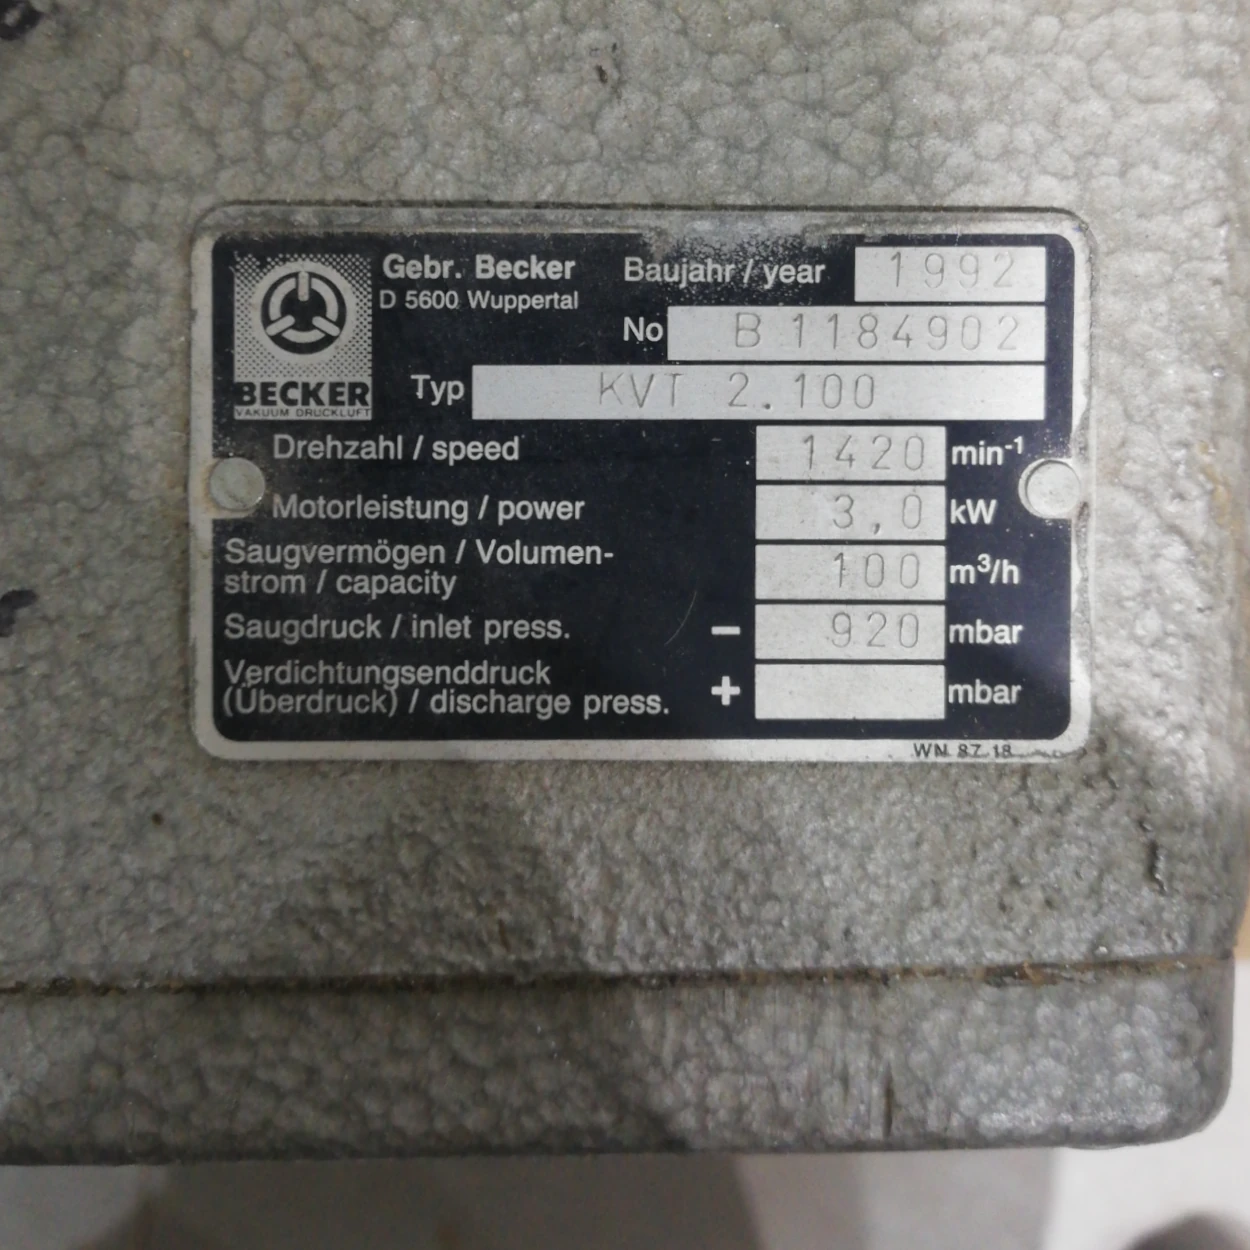 Gebr. Becker
D 5600 Wuppertal
Baujahr / year 1992
No B 1184902
BECKER
VAKUUM DRUCKLUFT
Typ KVT 2.100
Drehzahl / speed 1420 min-¹
Motorleistung / power 3,0 kW
Saugvermögen / Volumen-
strom / capacity 100 m³/h
Saugdruck / inlet press. – 920 mbar
Verdichtungsenddruck
(Überdruck) / discharge press. + mbar
WN 87-18